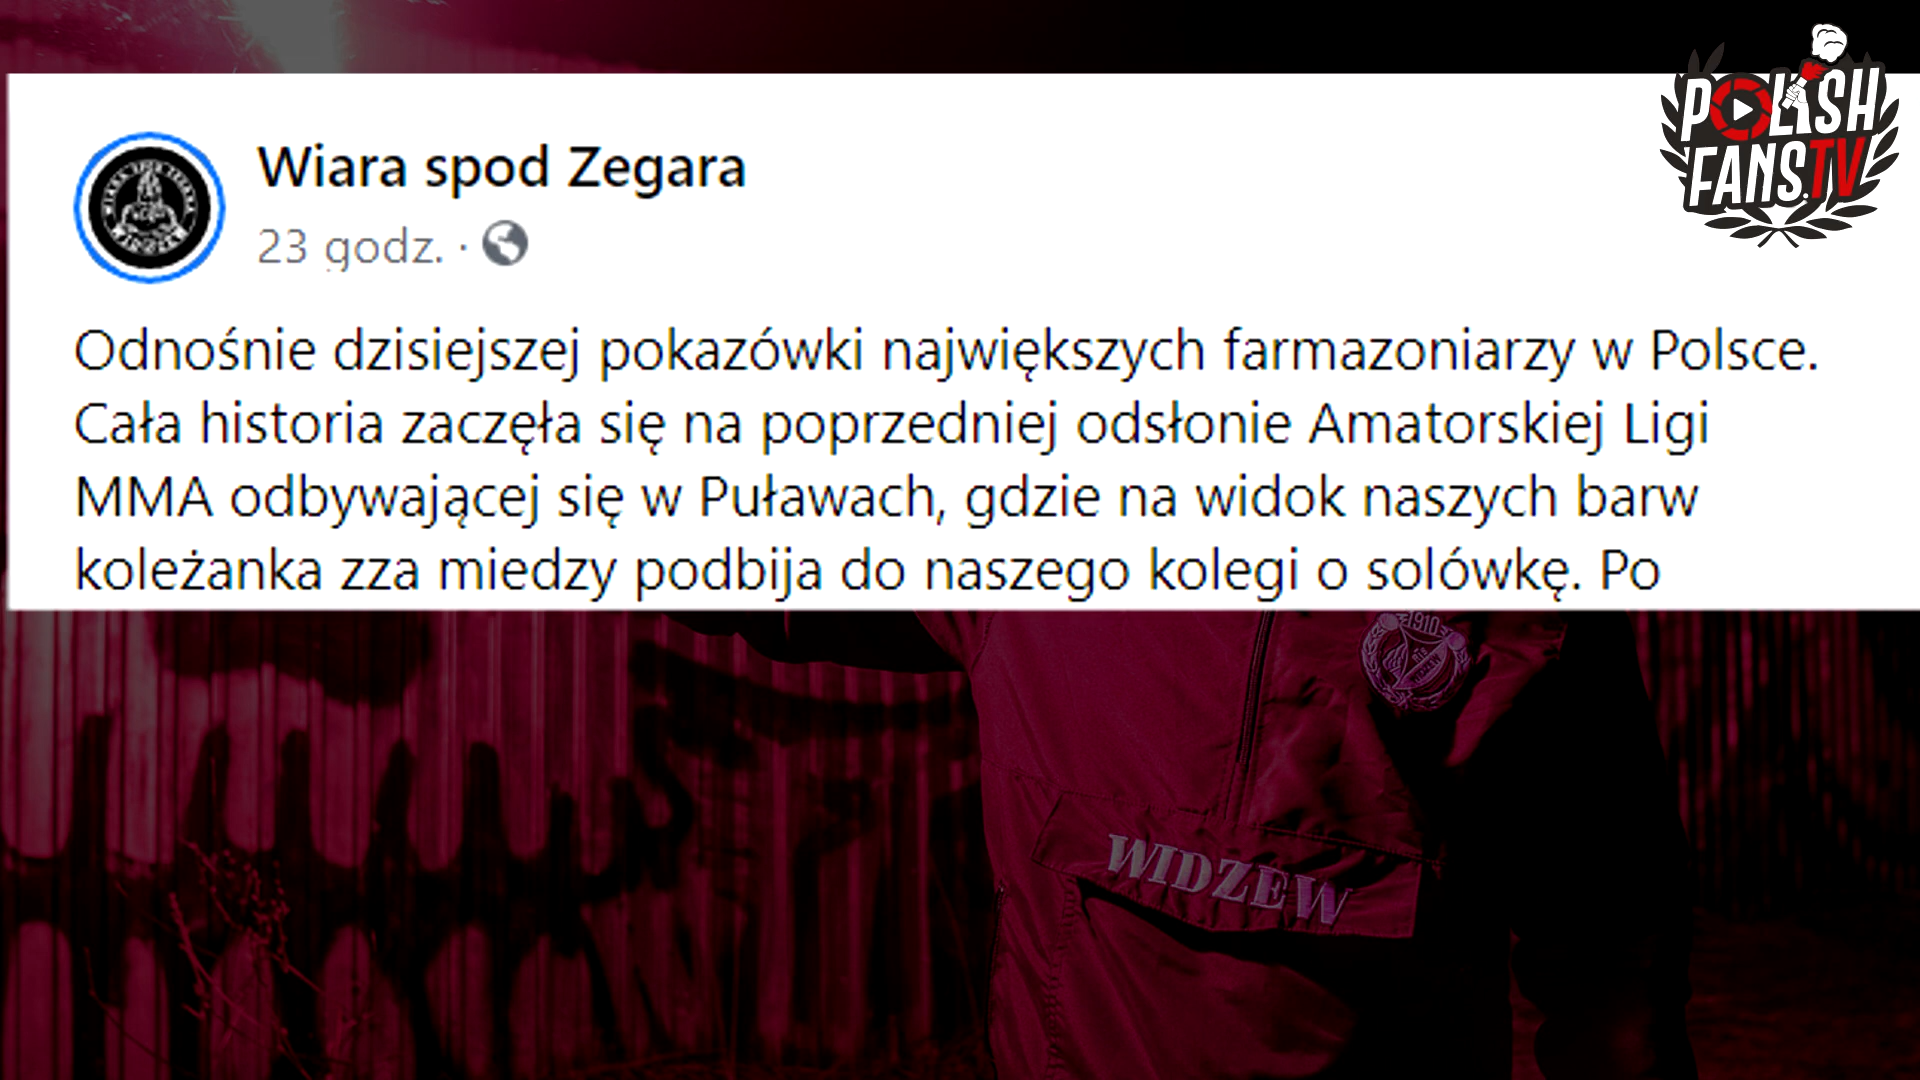 POLISH
FANS.TV
Wiara spod Zegara
23 godz. ·
Odnośnie dzisiejszej pokazówki największych farmazoniarzy w Polsce.
Cała historia zaczęła się na poprzedniej odsłonie Amatorskiej Ligi
MMA odbywającej się w Puławach, gdzie na widok naszych barw
koleżanka zza miedzy podbija do naszego kolegi o solówkę. Po
1910
RTS
WIDZEW
WIDZEW